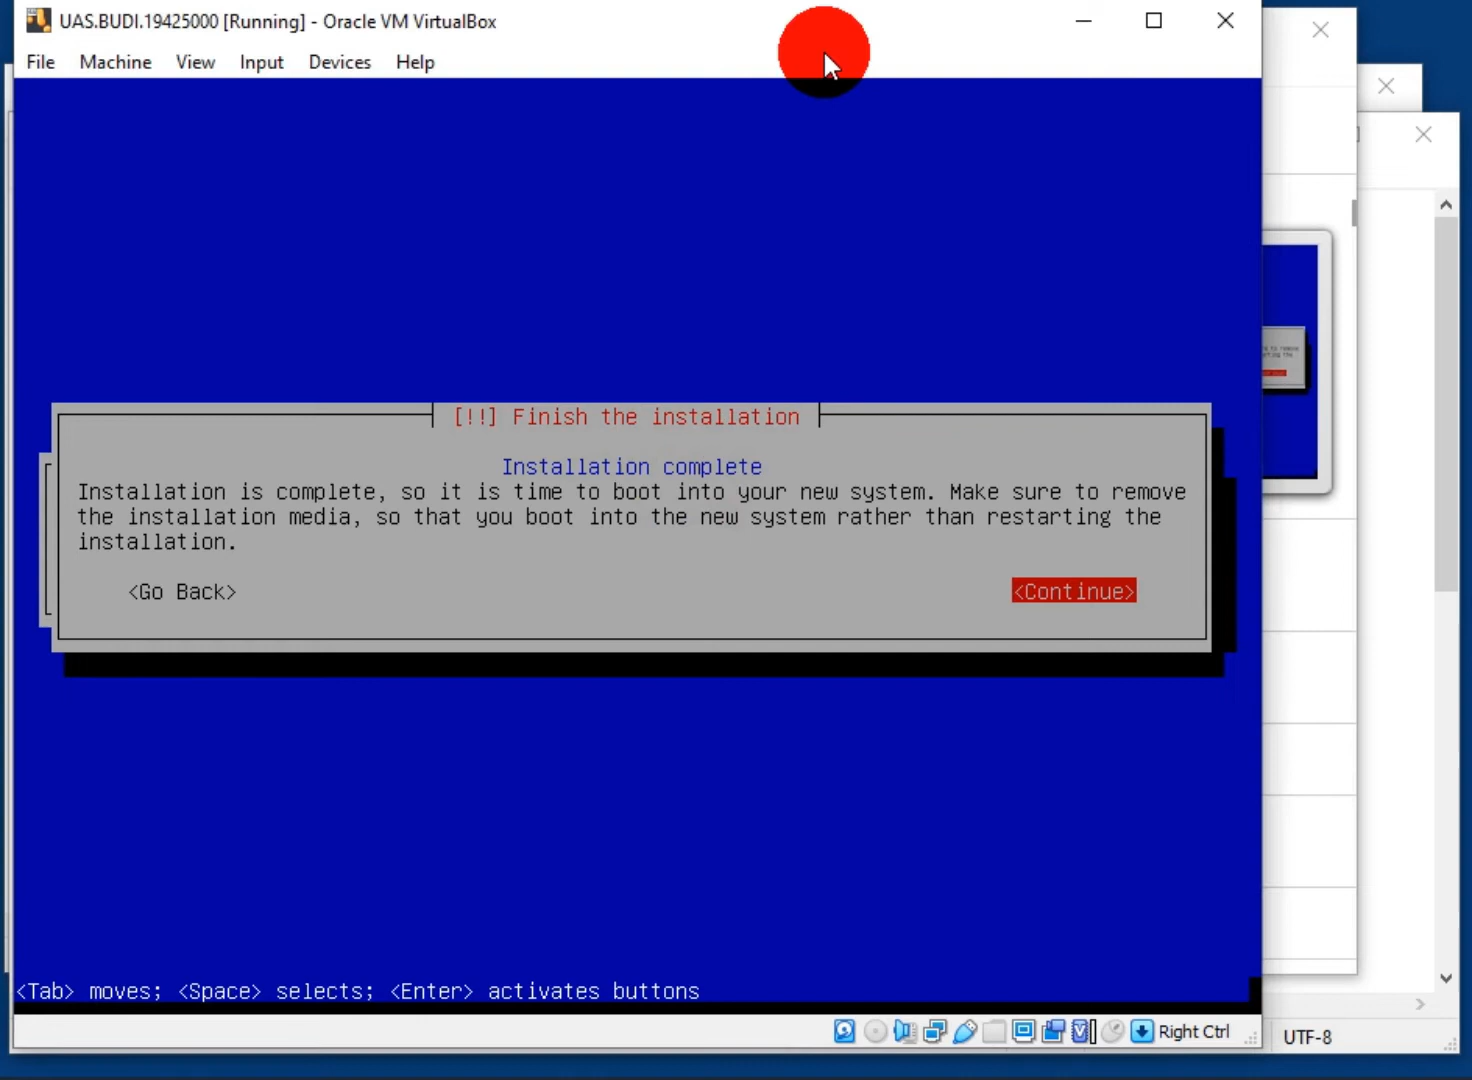 UAS.BUDI.19425000 [Running] - Oracle VM VirtualBox
File Machine View Input Devices Help
[!!] Finish the installation
Installation complete
Installation is complete, so it is time to boot into your new system. Make sure to remove
the installation media, so that you boot into the new system rather than restarting the
installation.
<Go Back> <Continue>
<Tab> moves; <Space> selects; <Enter> activates buttons
Right Ctrl
UTF-8